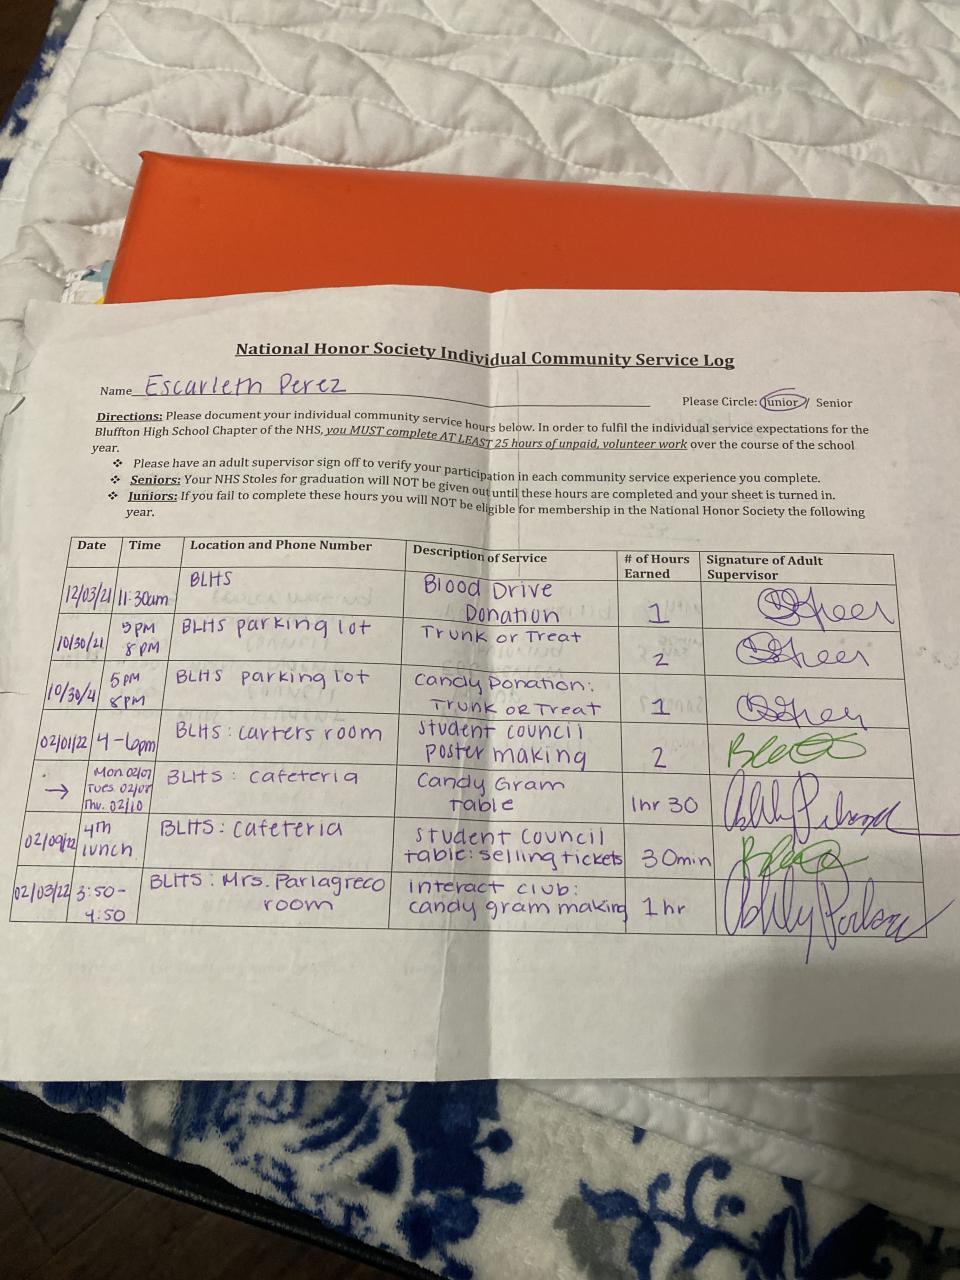 National Honor Society Individual Community Service Log
Name Escarleth Perez
Please Circle: Junior / Senior
Directions: Please document your individual community service hours below. In order to fulfil the individual service expectations for the
Bluffton High School Chapter of the NHS, you MUST complete AT LEAST 25 hours of unpaid, volunteer work over the course of the school
year.
❖ Please have an adult supervisor sign off to verify your participation in each community service experience you complete.
❖ Seniors: Your NHS Stoles for graduation will NOT be given out until these hours are completed and your sheet is turned in.
❖ Juniors: If you fail to complete these hours you will NOT be eligible for membership in the National Honor Society the following
year.
Date Time Location and Phone Number Description of Service # of Hours Signature of Adult
Earned Supervisor
12/03/21 11:30am BLHS Blood Drive
Donation 1
10/30/21 5PM BLHS parking lot Trunk or Treat
8PM 2
10/30/21 5PM BLHS parking lot Candy Donation:
8PM Trunk or Treat 1
02/01/22 4-6pm BLHS: carters room student council
poster making 2
→ Mon. 02/07 BLHS: cafeteria Candy Gram
Tues. 02/08 Table 1hr 30
Thu. 02/10
02/09/22 4th BLHS: cafeteria student council
lunch table: selling tickets 30min
02/03/22 3:50- BLHS: Mrs. Parlagreco interact club:
4:50 room candy gram making 1hr